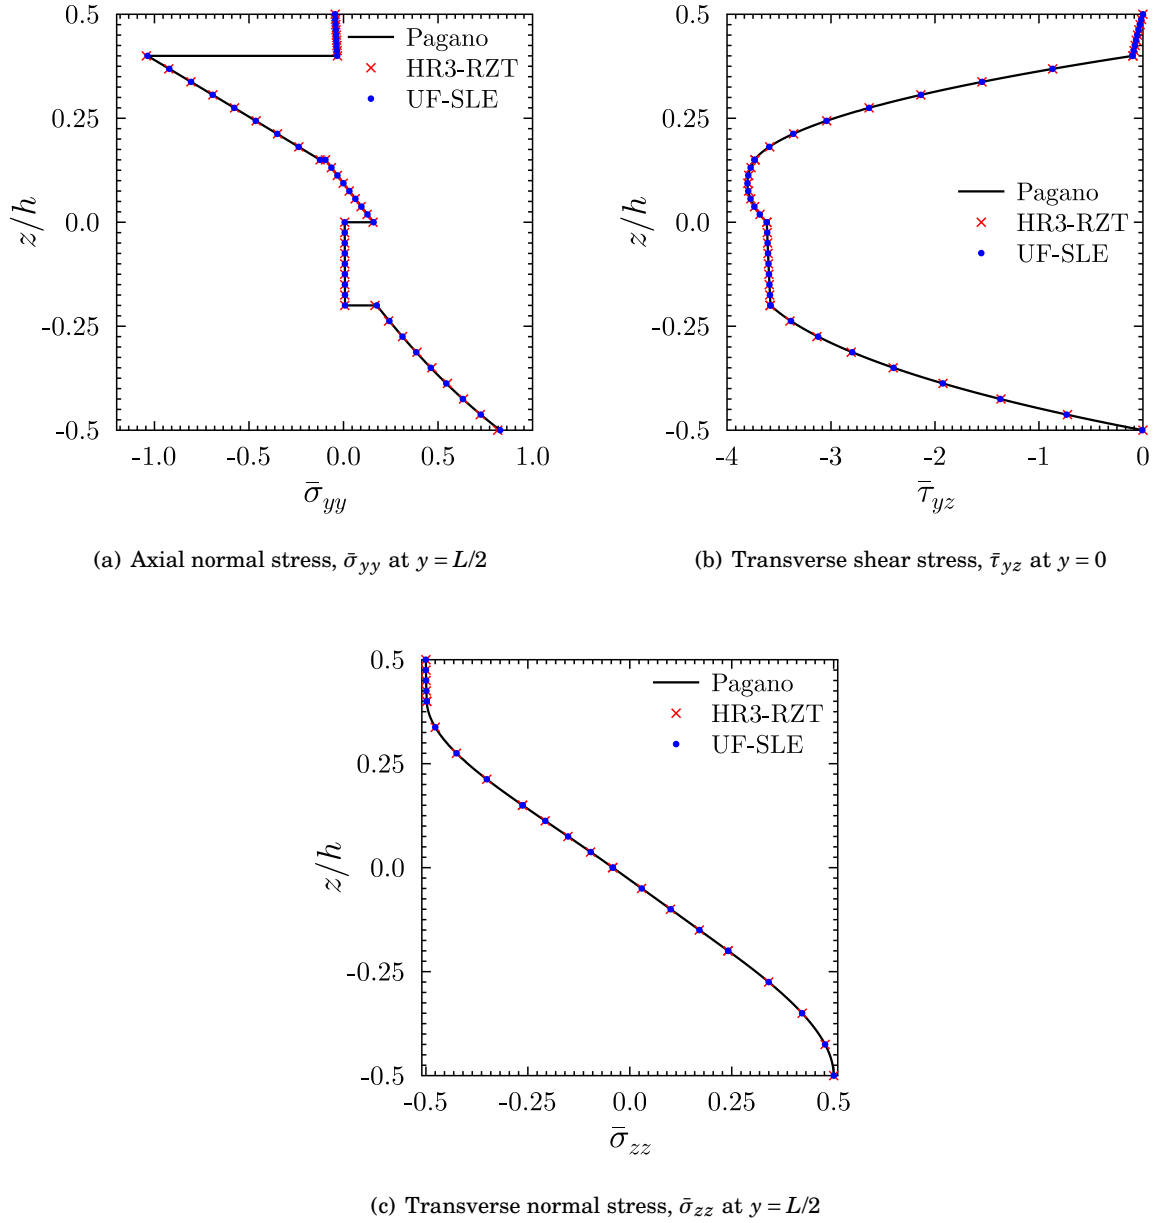 0.5
0.25
0.0
-0.25
-0.5
z/h
Pagano
HR3-RZT
UF-SLE
-1.0 -0.5 0.0 0.5 1.0
σ̄yy
(a) Axial normal stress, σ̄yy at y = L/2
0.5
0.25
0.0
-0.25
-0.5
z/h
Pagano
HR3-RZT
UF-SLE
-4 -3 -2 -1 0
τ̄yz
(b) Transverse shear stress, τ̄yz at y = 0
0.5
0.25
0.0
-0.25
-0.5
z/h
Pagano
HR3-RZT
UF-SLE
-0.5 -0.25 0.0 0.25 0.5
σ̄zz
(c) Transverse normal stress, σ̄zz at y = L/2